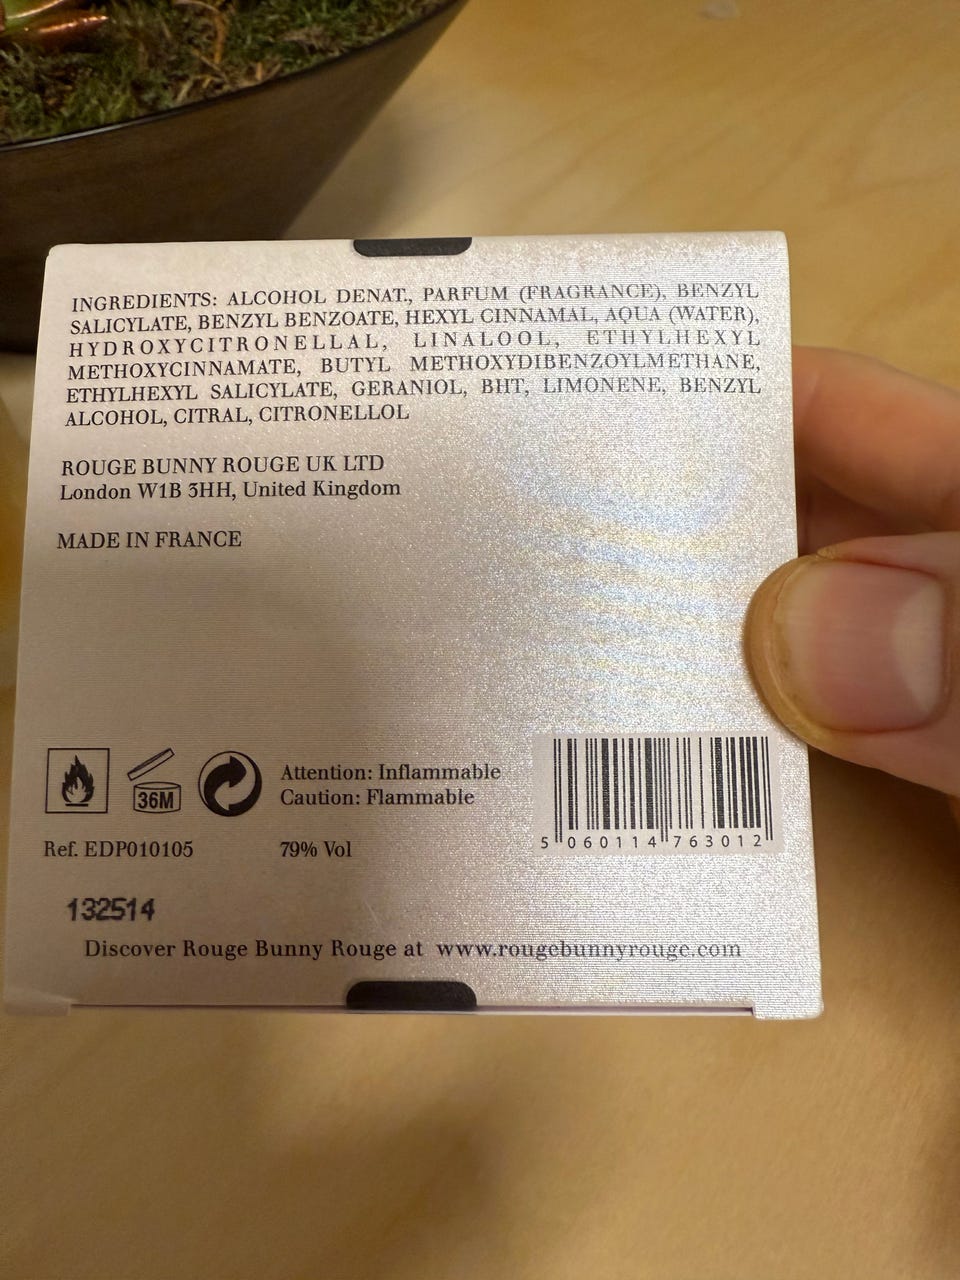 INGREDIENTS: ALCOHOL DENAT., PARFUM (FRAGRANCE), BENZYL
SALICYLATE, BENZYL BENZOATE, HEXYL CINNAMAL, AQUA (WATER),
HYDROXYCITRONELLAL, LINALOOL, ETHYLHEXYL
METHOXYCINNAMATE, BUTYL METHOXYDIBENZOYLMETHANE,
ETHYLHEXYL SALICYLATE, GERANIOL, BHT, LIMONENE, BENZYL
ALCOHOL, CITRAL, CITRONELLOL
ROUGE BUNNY ROUGE UK LTD
London W1B 3HH, United Kingdom
MADE IN FRANCE
36M
Attention: Inflammable
Caution: Flammable
Ref. EDP010105
79% Vol
5 060114 763012
132514
Discover Rouge Bunny Rouge at www.rougebunnyrouge.com